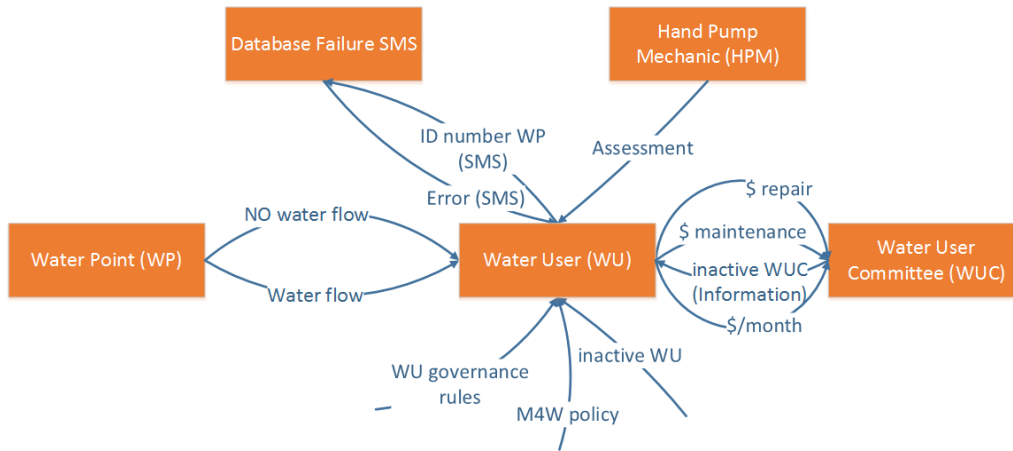 Database Failure SMS
Hand Pump
Mechanic (HPM)
ID number WP
(SMS)
Assessment
Error (SMS)
$ repair
NO water flow
$ maintenance
Water Point (WP)
Water User (WU)
Water User
Committee (WUC)
inactive WUC
(Information)
Water flow
$/month
inactive WU
WU governance
rules
M4W policy